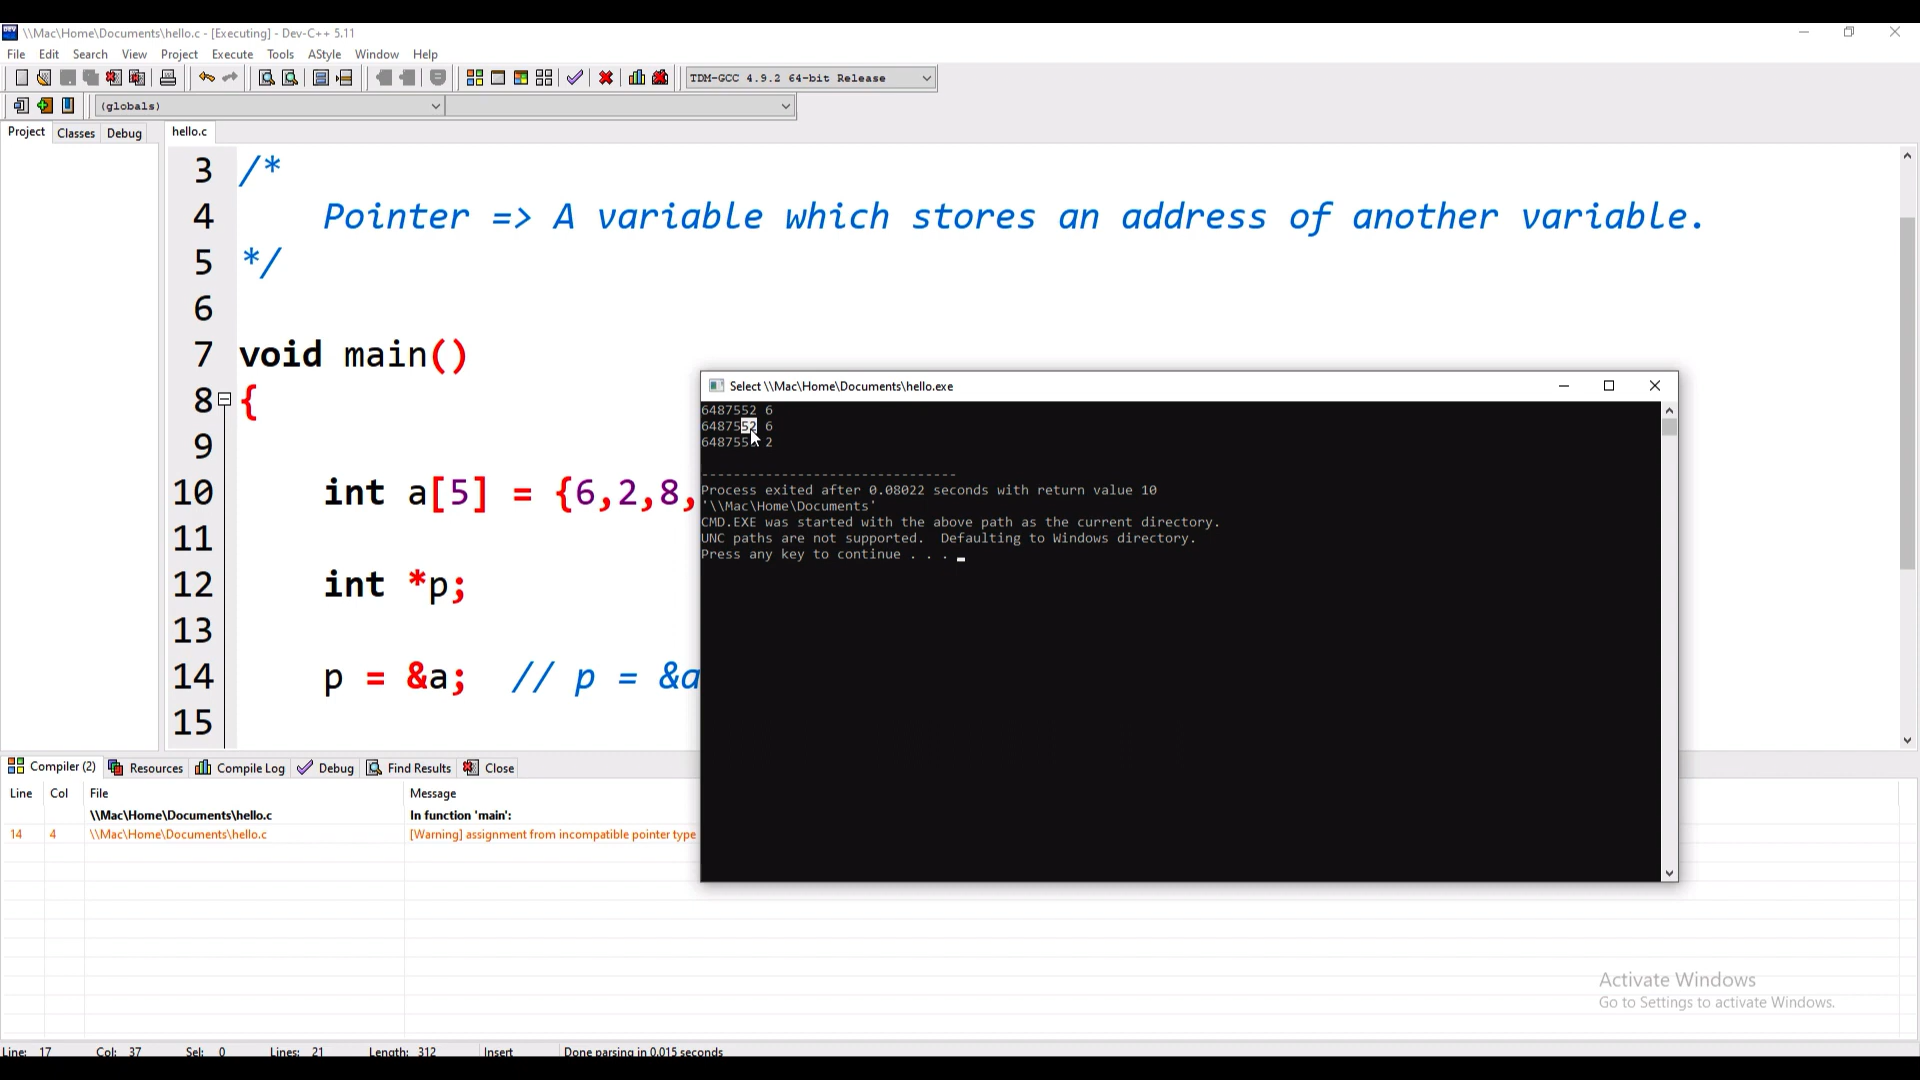 \\Mac\Home\Documents\hello.c - [Executing] - Dev-C++ 5.11
File Edit Search View Project Execute Tools AStyle Window Help
TDM-GCC 4.9.2 64-bit Release
(globals)
Project Classes Debug hello.c
3 /*
4 Pointer => A variable which stores an address of another variable.
5 */
6
7 void main()
8 {
9
10 int a[5] = {6,2,8,
11
12 int *p;
13
14 p = &a; // p = &a
15
Select \\Mac\Home\Documents\hello.exe
6487552 6
6487552 6
648755 2
--------------------------------
Process exited after 0.08022 seconds with return value 10
'\\Mac\Home\Documents'
CMD.EXE was started with the above path as the current directory.
UNC paths are not supported.  Defaulting to Windows directory.
Press any key to continue . . .
Compiler (2) Resources Compile Log Debug Find Results Close
Line Col File Message
\\Mac\Home\Documents\hello.c In function 'main':
14 4 \\Mac\Home\Documents\hello.c [Warning] assignment from incompatible pointer type
Activate Windows
Go to Settings to activate Windows.
Line: 17 Col: 37 Sel: 0 Lines: 21 Length: 312 Insert Done parsing in 0.015 seconds